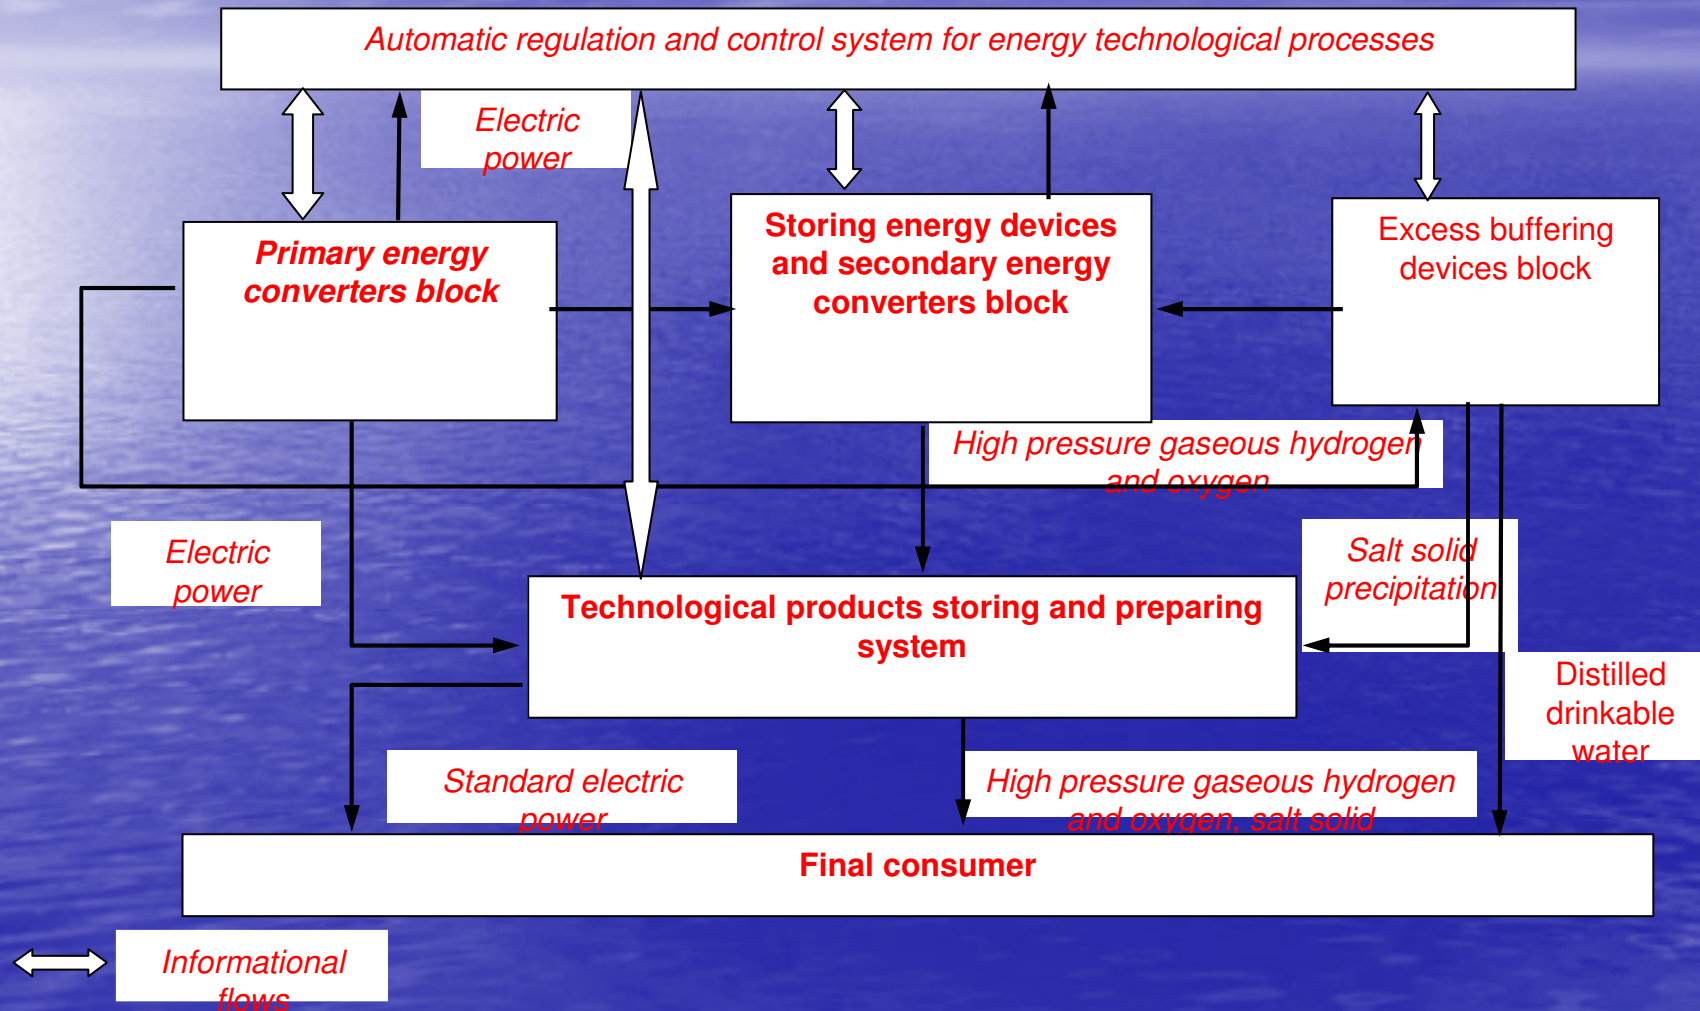 Automatic regulation and control system for energy technological processes
Electric
power
Primary energy
converters block
Storing energy devices
and secondary energy
converters block
Excess buffering
devices block
High pressure gaseous hydrogen
and oxygen
Electric
power
Salt solid
precipitation
Technological products storing and preparing
system
Distilled
drinkable
water
Standard electric
power
High pressure gaseous hydrogen
and oxygen, salt solid
Final consumer
Informational
flows